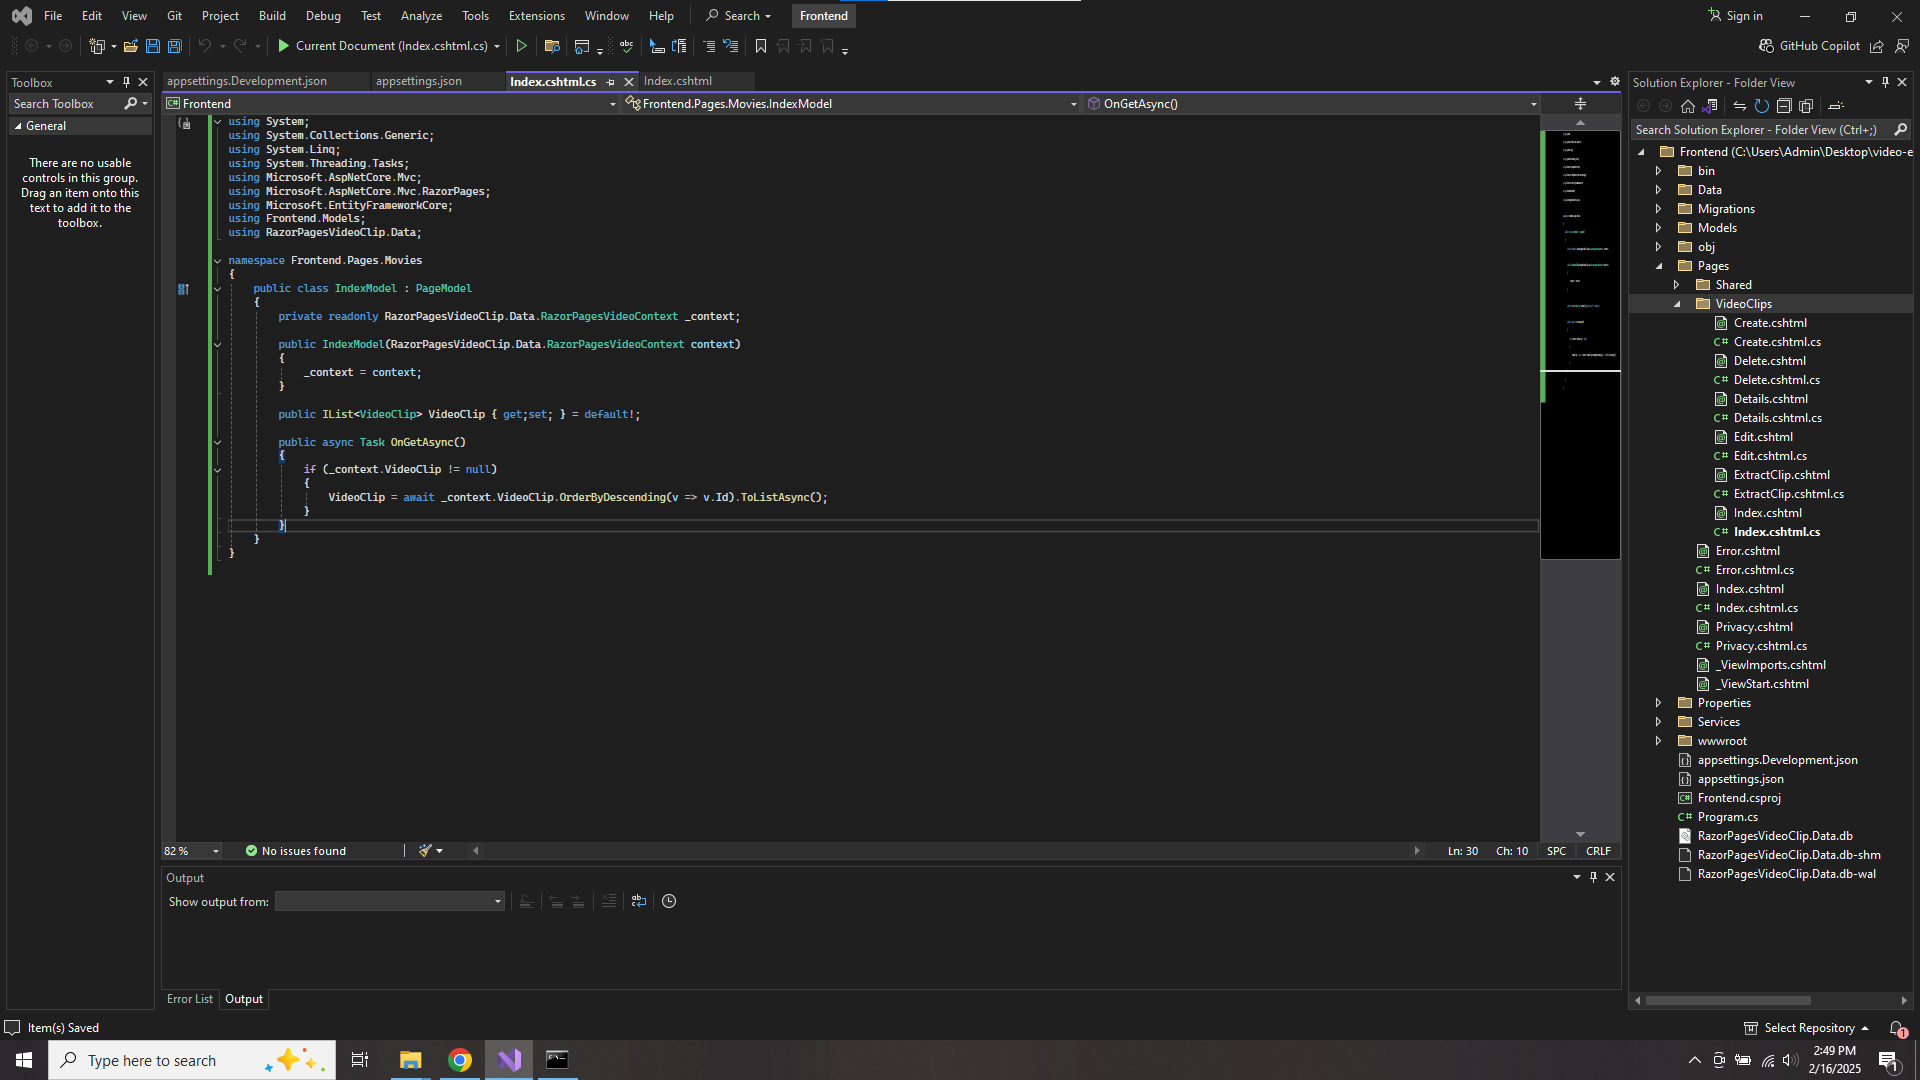 File Edit View Git Project Build Debug Test Analyze Tools Extensions Window Help Search Frontend Sign in
Current Document (Index.cshtml.cs) GitHub Copilot
Toolbox
Search Toolbox
General
There are no usable
controls in this group.
Drag an item onto this
text to add it to the
toolbox.
appsettings.Development.json appsettings.json Index.cshtml.cs Index.cshtml
Frontend Frontend.Pages.Movies.IndexModel OnGetAsync()
using System;
using System.Collections.Generic;
using System.Linq;
using System.Threading.Tasks;
using Microsoft.AspNetCore.Mvc;
using Microsoft.AspNetCore.Mvc.RazorPages;
using Microsoft.EntityFrameworkCore;
using Frontend.Models;
using RazorPagesVideoClip.Data;
namespace Frontend.Pages.Movies
{
public class IndexModel : PageModel
{
private readonly RazorPagesVideoClip.Data.RazorPagesVideoContext _context;
public IndexModel(RazorPagesVideoClip.Data.RazorPagesVideoContext context)
{
_context = context;
}
public IList<VideoClip> VideoClip { get;set; } = default!;
public async Task OnGetAsync()
{
if (_context.VideoClip != null)
{
VideoClip = await _context.VideoClip.OrderByDescending(v => v.Id).ToListAsync();
}
}
}
}
82 % No issues found Ln: 30 Ch: 10 SPC CRLF
Output
Show output from:
Error List Output
Solution Explorer - Folder View
Search Solution Explorer - Folder View (Ctrl+;)
Frontend (C:\Users\Admin\Desktop\video-e
bin
Data
Migrations
Models
obj
Pages
Shared
VideoClips
Create.cshtml
Create.cshtml.cs
Delete.cshtml
Delete.cshtml.cs
Details.cshtml
Details.cshtml.cs
Edit.cshtml
Edit.cshtml.cs
ExtractClip.cshtml
ExtractClip.cshtml.cs
Index.cshtml
Index.cshtml.cs
Error.cshtml
Error.cshtml.cs
Index.cshtml
Index.cshtml.cs
Privacy.cshtml
Privacy.cshtml.cs
_ViewImports.cshtml
_ViewStart.cshtml
Properties
Services
wwwroot
appsettings.Development.json
appsettings.json
Frontend.csproj
Program.cs
RazorPagesVideoClip.Data.db
RazorPagesVideoClip.Data.db-shm
RazorPagesVideoClip.Data.db-wal
Item(s) Saved Select Repository 1
Type here to search
2:49 PM
2/16/2025
1